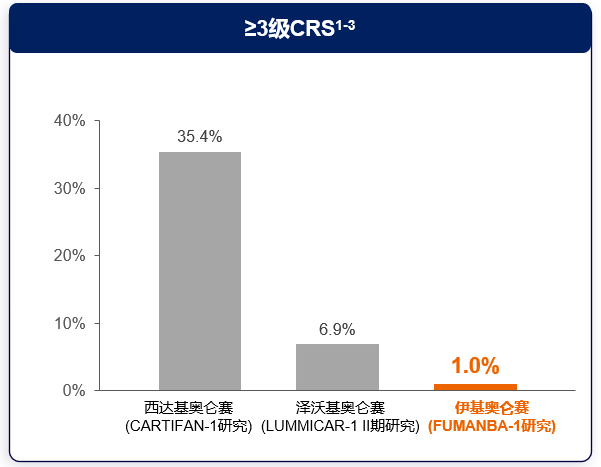 ≥3级CRS1-3
40%
35.4%
30%
20%
10%
6.9%
1.0%
0%
西达基奥仑赛
(CARTIFAN-1研究)
泽沃基奥仑赛
(LUMMICAR-1 II期研究)
伊基奥仑赛
(FUMANBA-1研究)